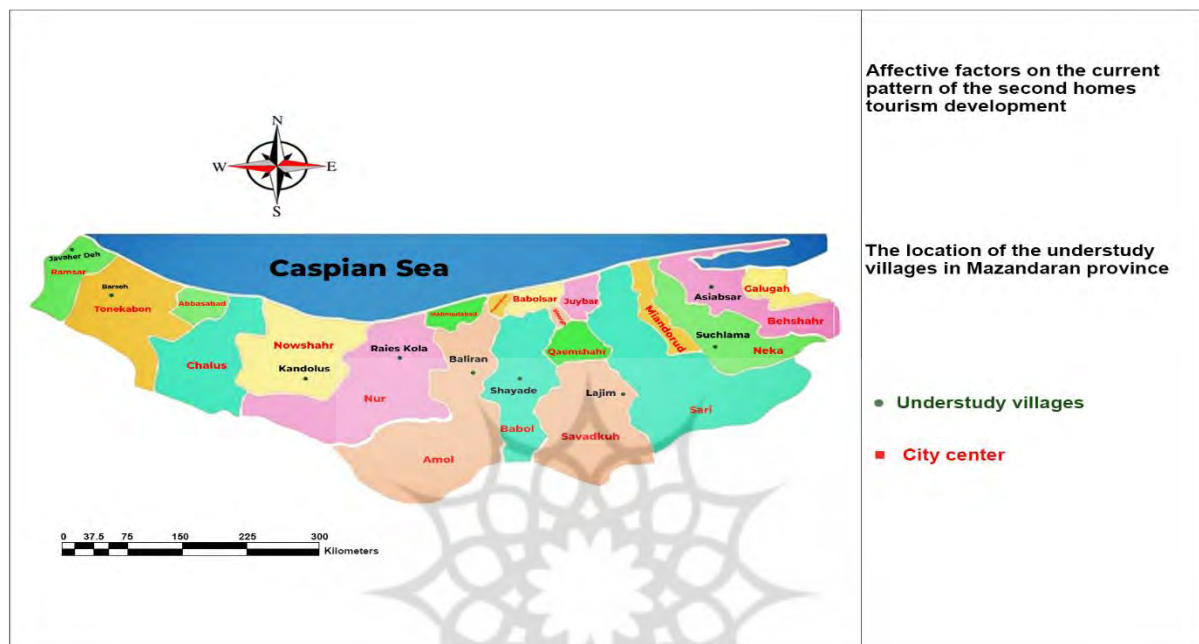 N
W
E
S
Caspian Sea
Javaher Deh
Ramsar
Barseh
Tonekabon
Abbasabad
Chalus
Nowshahr
Kandolus
Raies Kola
Nur
Mahmudabad
Baliran
Amol
Babolsar
Shayade
Babol
Juybar
Qaemshahr
Lajim
Savadkuh
Sari
Miandorud
Asiabsar
Suchlama
Neka
Galugah
Behshahr
0 37.5 75 150 225 300
Kilometers
Affective factors on the current
pattern of the second homes
tourism development
The location of the understudy
villages in Mazandaran province
Understudy villages
City center